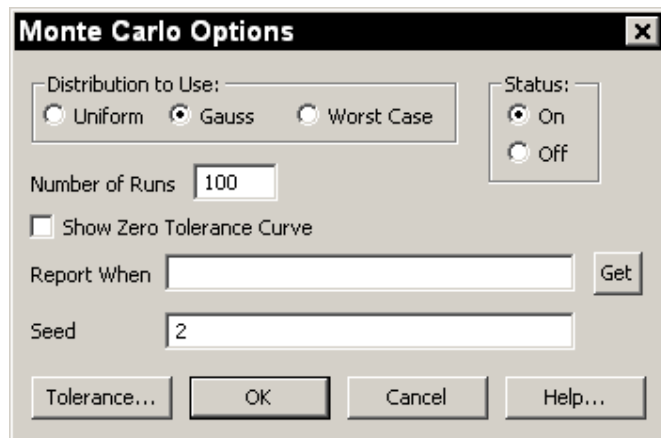 Monte Carlo Options
Distribution to Use:
Uniform Gauss Worst Case
Status:
On
Off
Number of Runs 100
Show Zero Tolerance Curve
Report When Get
Seed 2
Tolerance... OK Cancel Help...